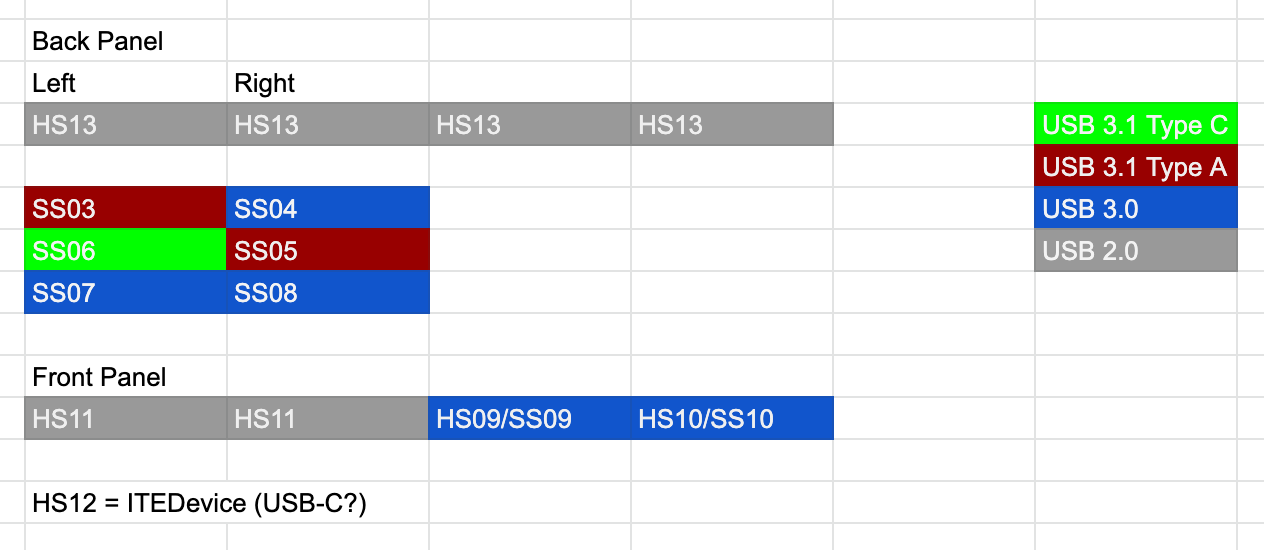 Back Panel
Left Right
HS13 HS13 HS13 HS13 USB 3.1 Type C
USB 3.1 Type A
SS03 SS04 USB 3.0
SS06 SS05 USB 2.0
SS07 SS08
Front Panel
HS11 HS11 HS09/SS09 HS10/SS10
HS12 = ITEDevice (USB-C?)